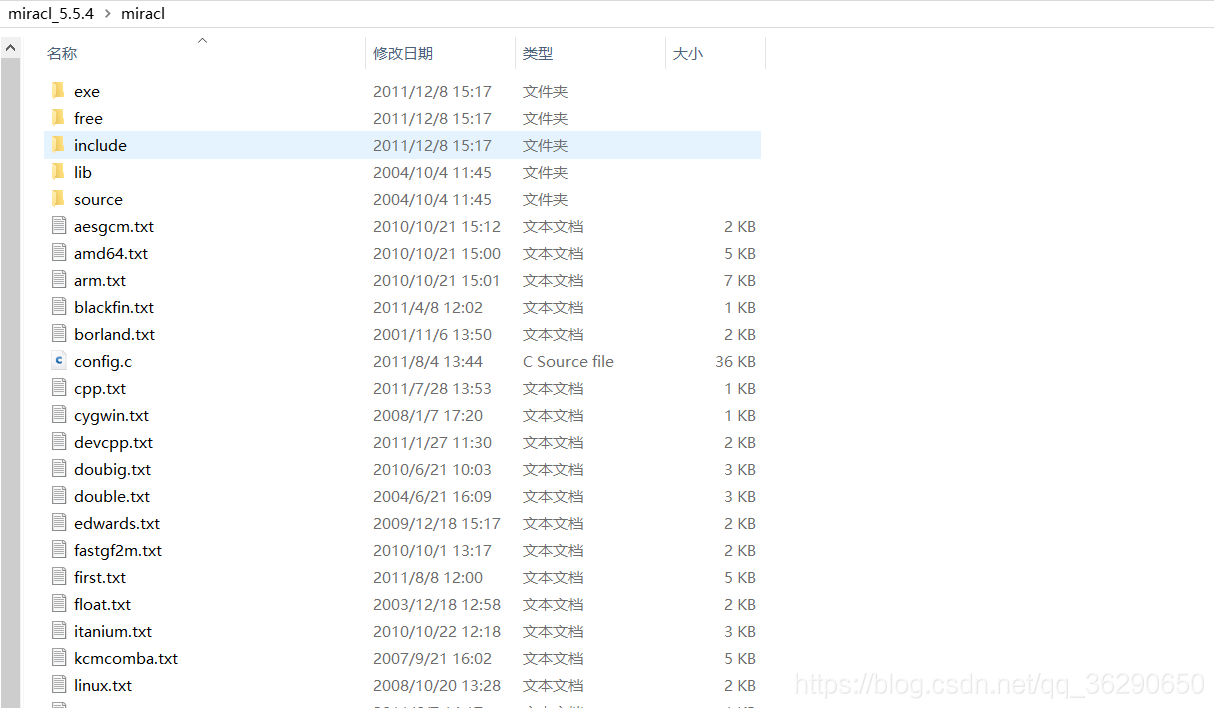 miracl_5.5.4 > miracl
名称 修改日期 类型 大小
exe 2011/12/8 15:17 文件夹
free 2011/12/8 15:17 文件夹
include 2011/12/8 15:17 文件夹
lib 2004/10/4 11:45 文件夹
source 2004/10/4 11:45 文件夹
aesgcm.txt 2010/10/21 15:12 文本文档 2 KB
amd64.txt 2010/10/21 15:00 文本文档 5 KB
arm.txt 2010/10/21 15:01 文本文档 7 KB
blackfin.txt 2011/4/8 12:02 文本文档 1 KB
borland.txt 2001/11/6 13:50 文本文档 2 KB
config.c 2011/8/4 13:44 C Source file 36 KB
cpp.txt 2011/7/28 13:53 文本文档 1 KB
cygwin.txt 2008/1/7 17:20 文本文档 1 KB
devcpp.txt 2011/1/27 11:30 文本文档 2 KB
doubig.txt 2010/6/21 10:03 文本文档 3 KB
double.txt 2004/6/21 16:09 文本文档 3 KB
edwards.txt 2009/12/18 15:17 文本文档 2 KB
fastgf2m.txt 2010/10/1 13:17 文本文档 2 KB
first.txt 2011/8/8 12:00 文本文档 5 KB
float.txt 2003/12/18 12:58 文本文档 2 KB
itanium.txt 2010/10/22 12:18 文本文档 3 KB
kcmcomba.txt 2007/9/21 16:02 文本文档 5 KB
linux.txt 2008/10/20 13:28 文本文档 2 KB
https://blog.csdn.net/qq_36290650